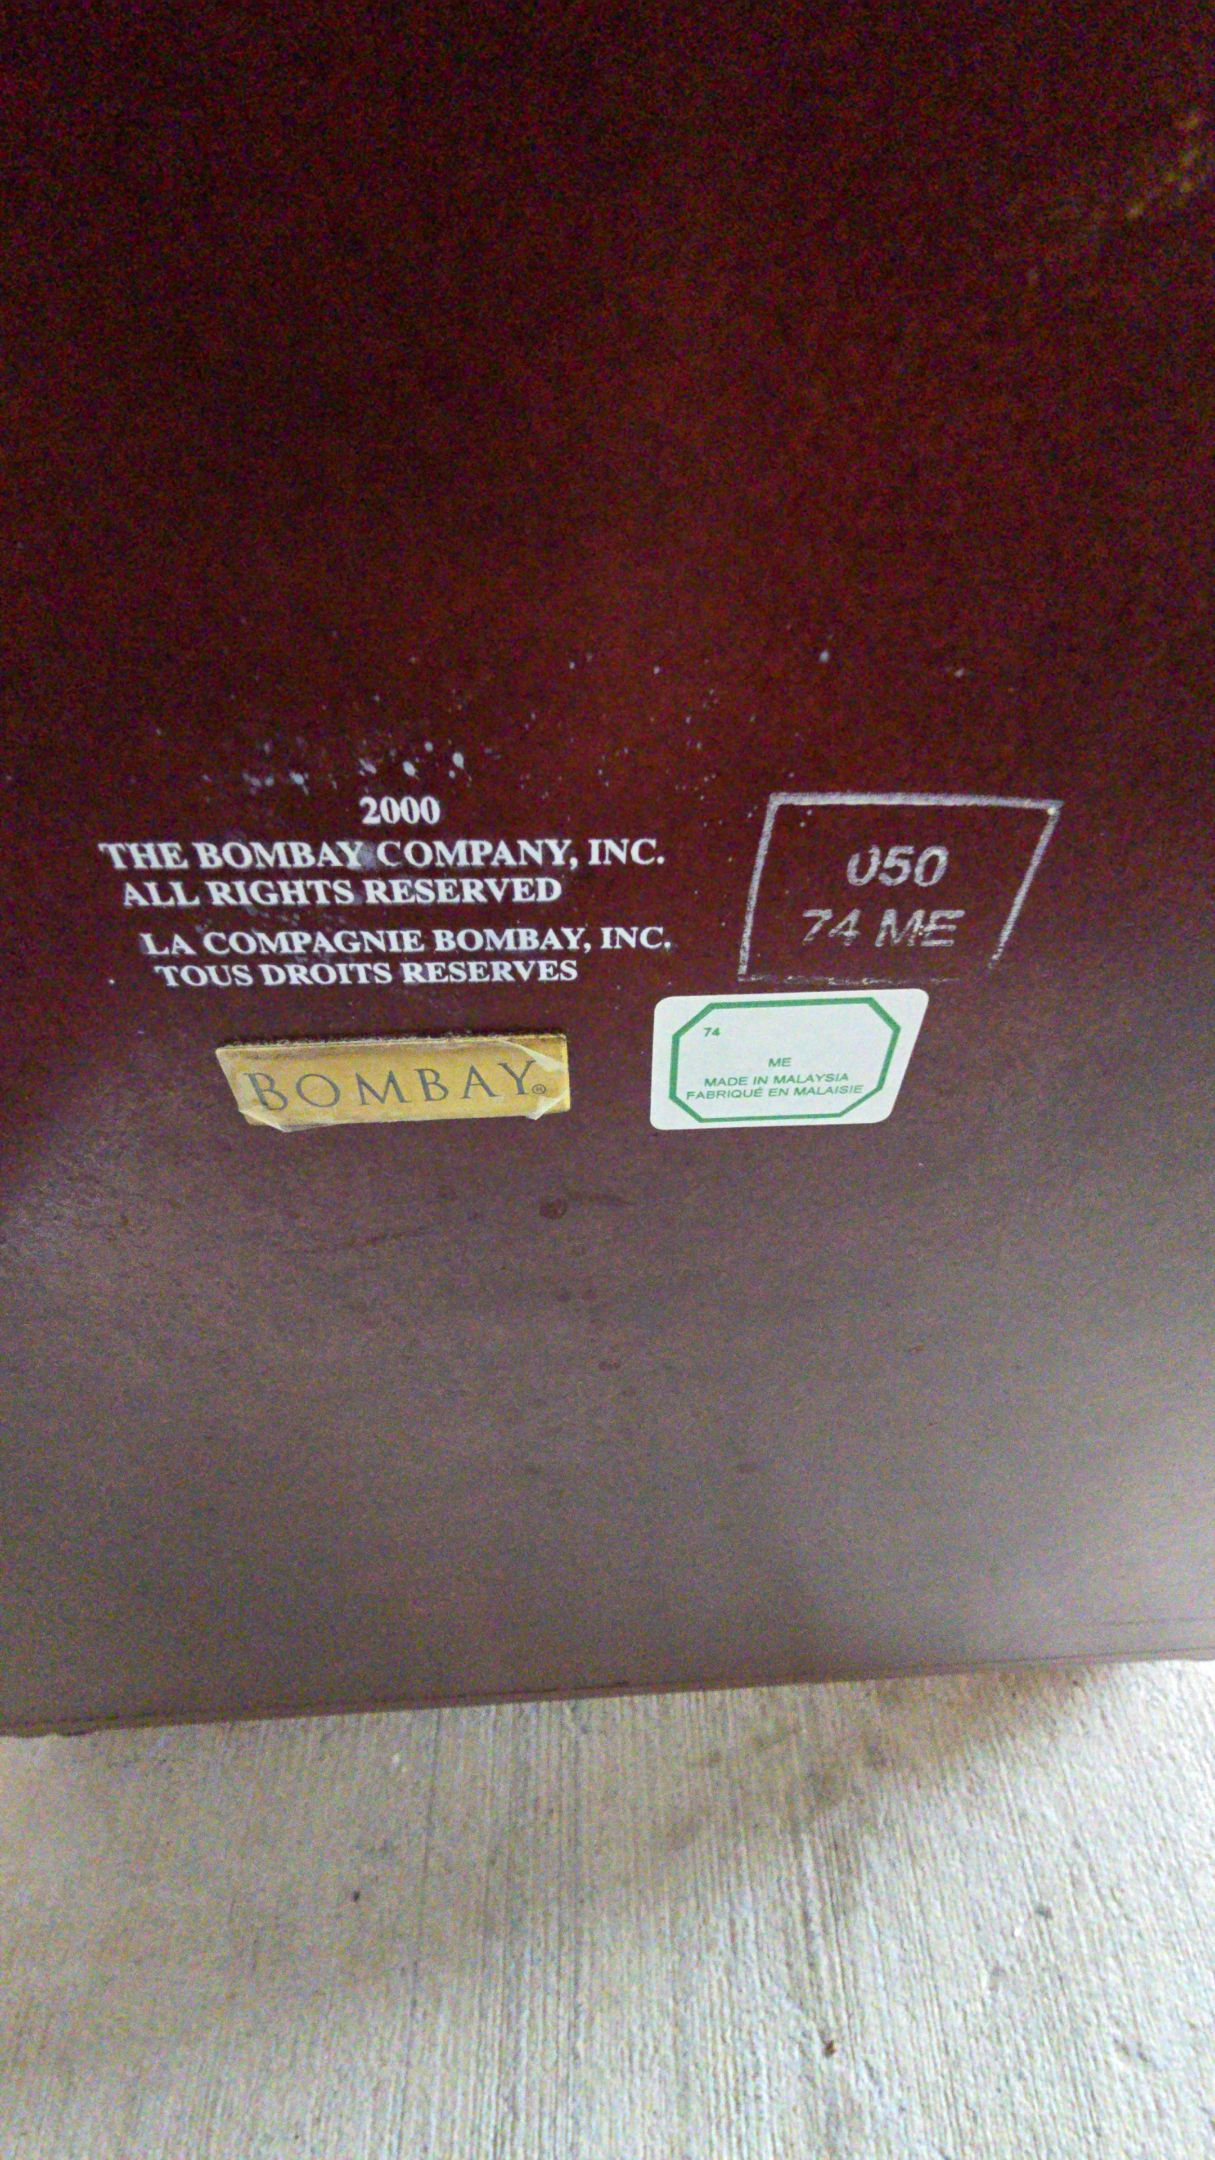 2000
THE BOMBAY COMPANY, INC.
ALL RIGHTS RESERVED
LA COMPAGNIE BOMBAY, INC.
TOUS DROITS RESERVES
050
74 ME
BOMBAY®
74
ME
MADE IN MALAYSIA
FABRIQUÉ EN MALAISIE